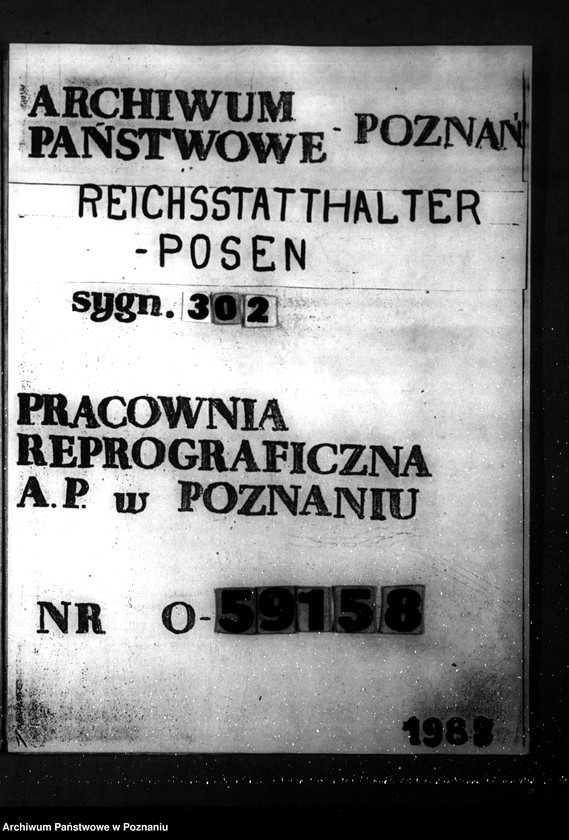 ARCHIWUM
PAŃSTWOWE - POZNAŃ
REICHSSTATTHALTER
-POSEN
sygn. 302
PRACOWNIA
REPROGRAFICZNA
A.P. w POZNANIU
NR O-59158
1988
Archiwum Państwowe w Poznaniu